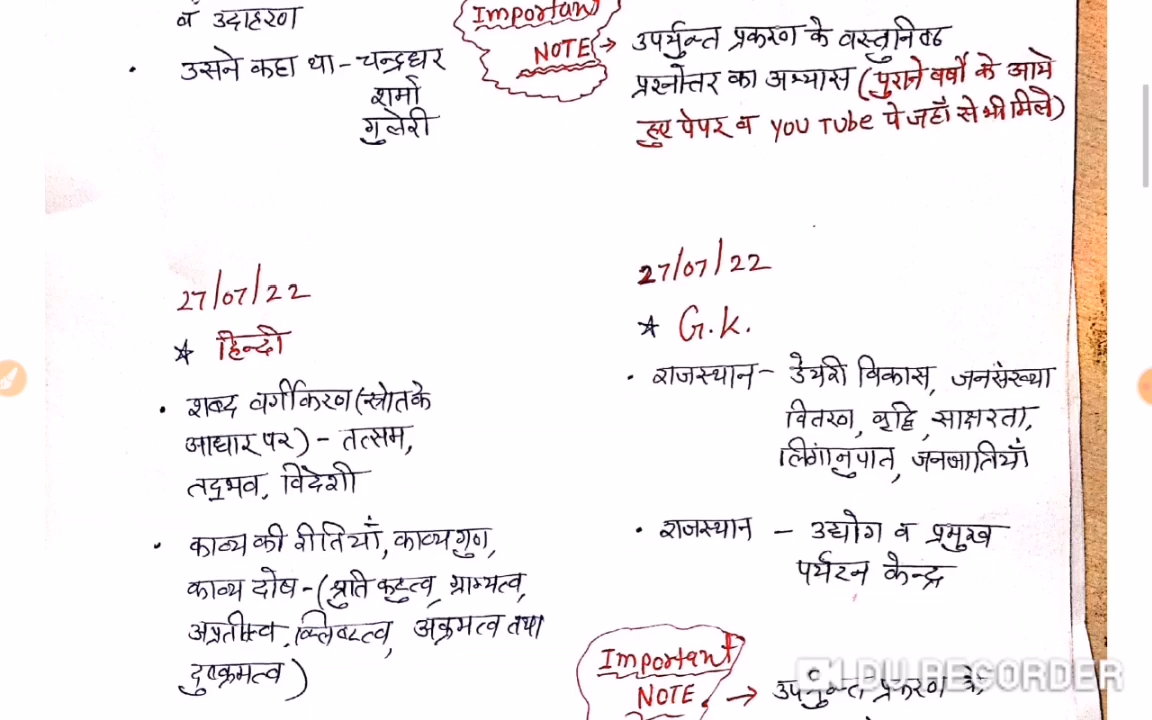 व उदाहरण
• उसने कहा था - चन्द्रधर
शर्मा
गुलेरी
Important
NOTE → उपर्युक्त प्रकरण के वस्तुनिष्ठ
प्रश्नोत्तर का अभ्यास (पुराने वर्षों के आये
हुए पेपर व YOU TUbe पे जहाँ से भी मिले)
27/07/22
★ हिन्दी
• शब्द वर्गीकरण (स्त्रोत के
आधार पर) - तत्सम,
तद्भव, विदेशी
• काव्य की रीतियाँ, काव्य गुण,
काव्य दोष - (श्रुति कटुत्व, ग्राम्यत्व,
अप्रतीत्व, क्लिष्टत्व, अक्रमत्व तथा
दुष्क्रमत्व)
27/07/22
★ G.K.
• राजस्थान - डेयरी विकास, जनसंख्या
वितरण, वृद्धि, साक्षरता,
लिंगानुपात, जनजातियाँ
• राजस्थान - उद्योग व प्रमुख
पर्यटन केन्द्र
Important
NOTE. → उपर्युक्त प्रकरण के
DU RECORDER